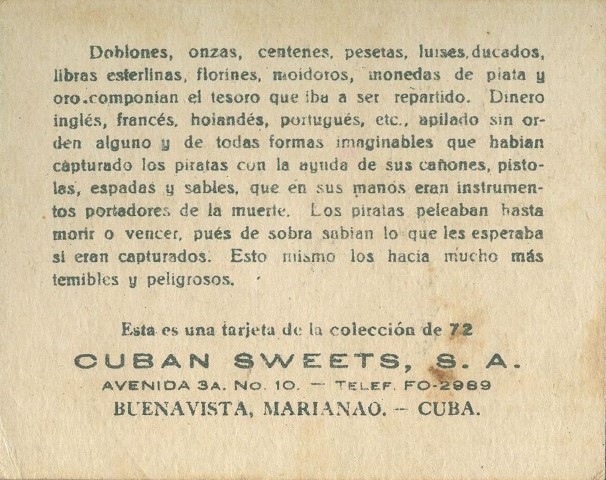 Doblones, onzas, centenes, pesetas, luises, ducados,
libras esterlinas, florines, moidoros, monedas de plata y
oro.componían el tesoro que iba a ser repartido. Dinero
inglés, francés, holandés, portugués, etc., apilado sin or-
den alguno y de todas formas imaginables que habían
capturado los piratas con la ayuda de sus cañones, pisto-
las, espadas y sables, que en sus manos eran instrumen-
tos portadores de la muerte. Los piratas peleaban hasta
morir o vencer, pués de sobra sabían lo que les esperaba
si eran capturados. Esto mismo los hacía mucho más
temibles y peligrosos.
Esta es una tarjeta de la colección de 72
CUBAN SWEETS, S. A.
AVENIDA 3A. No. 10. — TELEF. FO-2989
BUENAVISTA, MARIANAO. — CUBA.